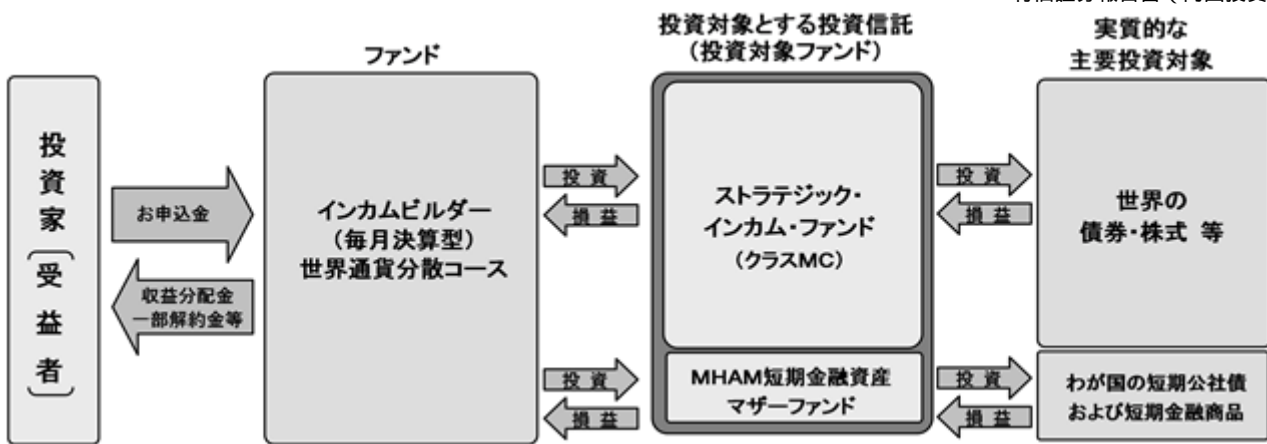 投資対象とする投資信託
(投資対象ファンド)
実質的な
主要投資対象
ファンド
投資家
〔受益者〕
お申込金
収益分配金
一部解約金等
インカムビルダー
(毎月決算型)
世界通貨分散コース
投資
損益
投資
損益
ストラテジック・
インカム・ファンド
(クラスMC)
MHAM短期金融資産
マザーファンド
投資
損益
投資
損益
世界の
債券・株式 等
わが国の短期公社債
および短期金融商品